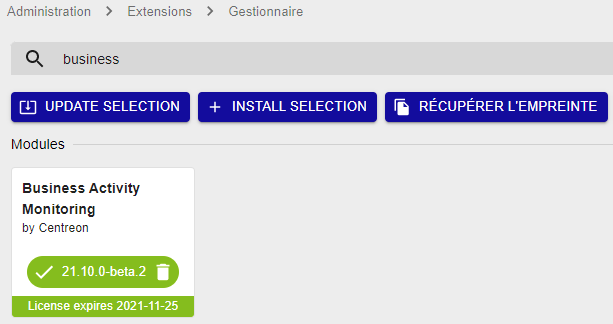 Administration > Extensions > Gestionnaire
business
UPDATE SELECTION + INSTALL SELECTION RÉCUPÉRER L'EMPREINTE
Modules
Business Activity
Monitoring
by Centreon
21.10.0-beta.2
License expires 2021-11-25